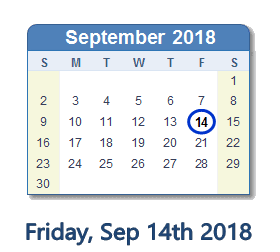 September 2018
S M T W T F S
1
2 3 4 5 6 7 8
9 10 11 12 13 14 15
16 17 18 19 20 21 22
23 24 25 26 27 28 29
30
Friday, Sep 14th 2018